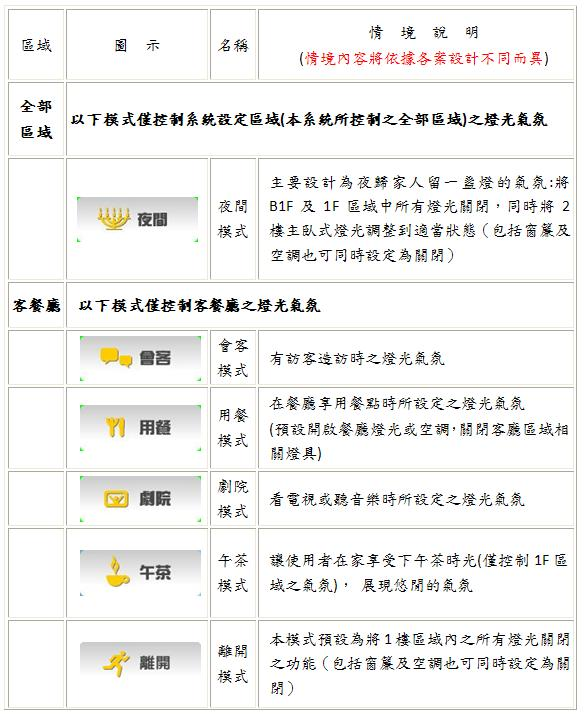 區域 圖 示 名稱 情 境 說 明
(情境內容將依據各案設計不同而異)
全部
區域
以下模式僅控制系統設定區域(本系統所控制之全部區域)之燈光氣氛
夜間
夜間
模式
主要設計為夜歸家人留一盞燈的氣氛:將
B1F 及 1F 區域中所有燈光關閉，同時將 2
樓主臥式燈光調整到適當狀態（包括窗簾及
空調也可同時設定為關閉）
客餐廳 以下模式僅控制客餐廳之燈光氣氛
會客
會客
模式
有訪客造訪時之燈光氣氛
用餐
用餐
模式
在餐廳享用餐點時所設定之燈光氣氛
(預設開啟餐廳燈光或空調，關閉客廳區域相
關燈具)
劇院
劇院
模式
看電視或聽音樂時所設定之燈光氣氛
午茶
午茶
模式
讓使用者在家享受下午茶時光(僅控制 1F 區
域之氣氛)， 展現悠閒的氣氛
離開
離開
模式
本模式預設為將 1 樓區域內之所有燈光關閉
之功能（包括窗簾及空調也可同時設定為關
閉）